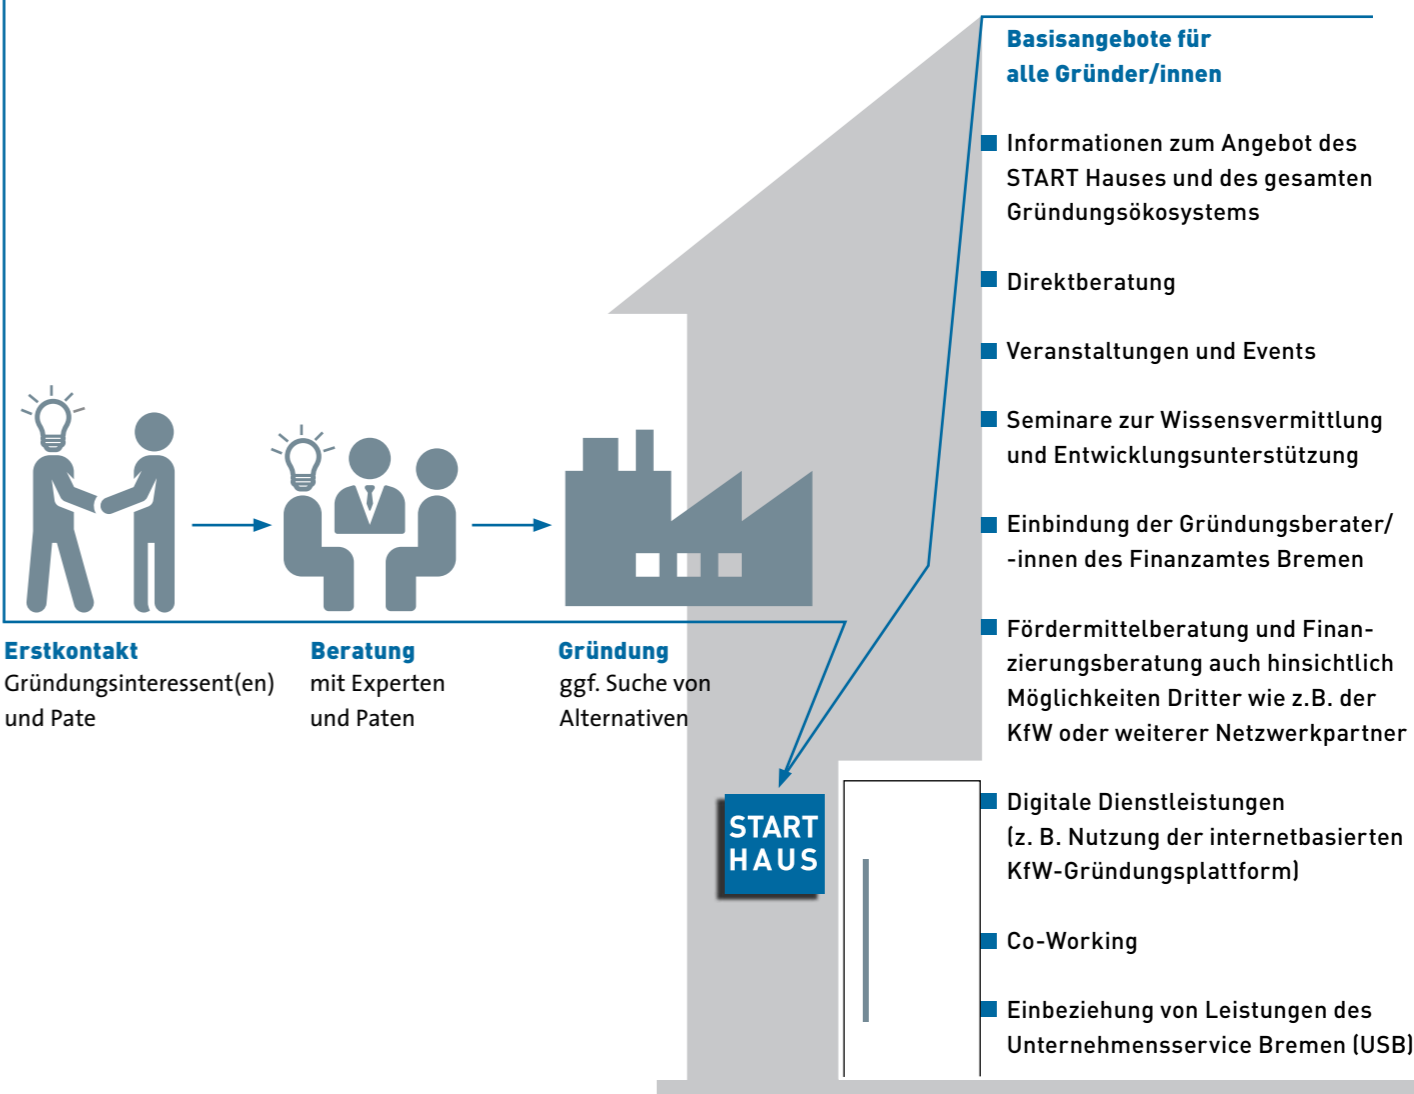 Basisangebote für
alle Gründer/innen
Informationen zum Angebot des
START Hauses und des gesamten
Gründungsökosystems
Direktberatung
Veranstaltungen und Events
Seminare zur Wissensvermittlung
und Entwicklungsunterstützung
Einbindung der Gründungsberater/
-innen des Finanzamtes Bremen
Fördermittelberatung und Finan-
zierungsberatung auch hinsichtlich
Möglichkeiten Dritter wie z.B. der
KfW oder weiterer Netzwerkpartner
Digitale Dienstleistungen
(z. B. Nutzung der internetbasierten
KfW-Gründungsplattform)
Co-Working
Einbeziehung von Leistungen des
Unternehmensservice Bremen (USB)
Erstkontakt
Gründungsinteressent(en)
und Pate
Beratung
mit Experten
und Paten
Gründung
ggf. Suche von
Alternativen
START
HAUS